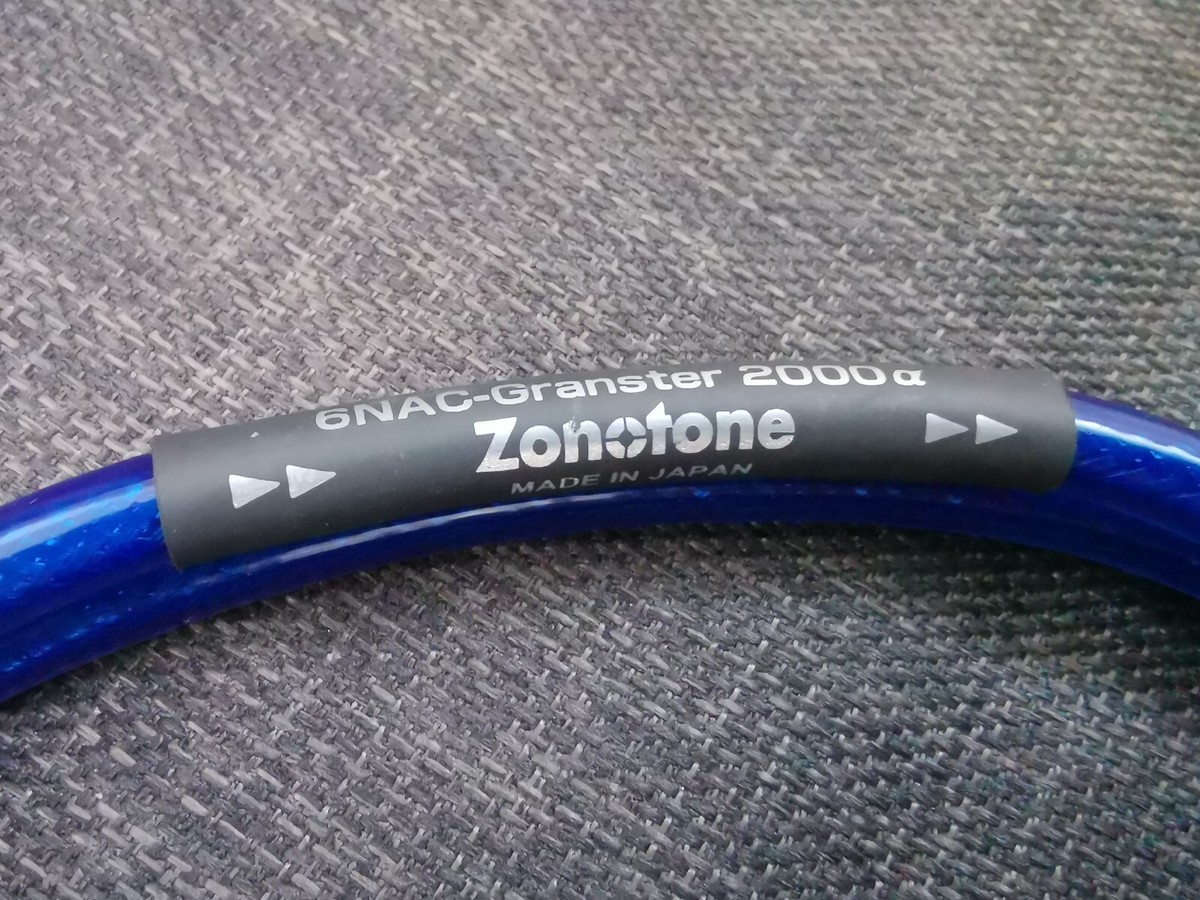 6NAC-Granster 2000α
Zonotone
MADE IN JAPAN